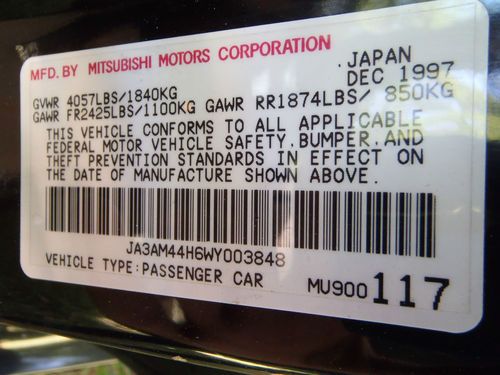 MFD. BY MITSUBISHI MOTORS CORPORATION
JAPAN
DEC 1997
GVWR 4057LBS/1840KG
GAWR FR2425LBS/1100KG GAWR RR1874LBS/ 850KG
THIS VEHICLE CONFORMS TO ALL APPLICABLE
FEDERAL MOTOR VEHICLE SAFETY.BUMPER.AND
THEFT PREVENTION STANDARDS IN EFFECT ON
THE DATE OF MANUFACTURE SHOWN ABOVE.
JA3AM44H6WY003848
VEHICLE TYPE:PASSENGER CAR
MU900117